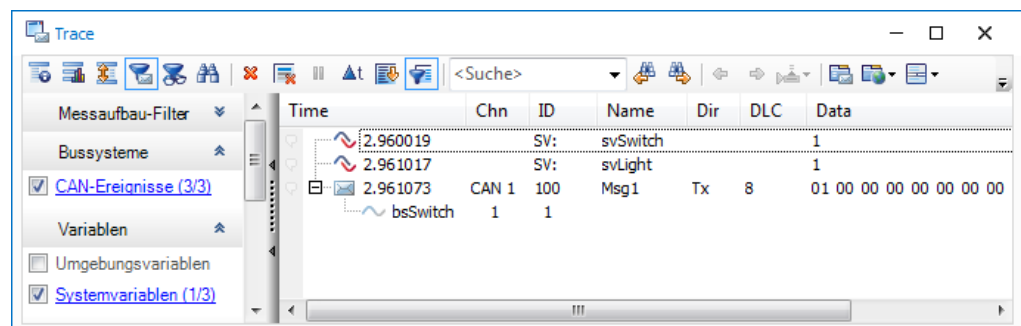 Trace
Δt <Suche>
Messaufbau-Filter
Bussysteme
CAN-Ereignisse (3/3)
Variablen
Umgebungsvariablen
Systemvariablen (1/3)
Time Chn ID Name Dir DLC Data
2.960019 SV: svSwitch 1
2.961017 SV: svLight 1
2.961073 CAN 1 100 Msg1 Tx 8 01 00 00 00 00 00 00 00
bsSwitch 1 1